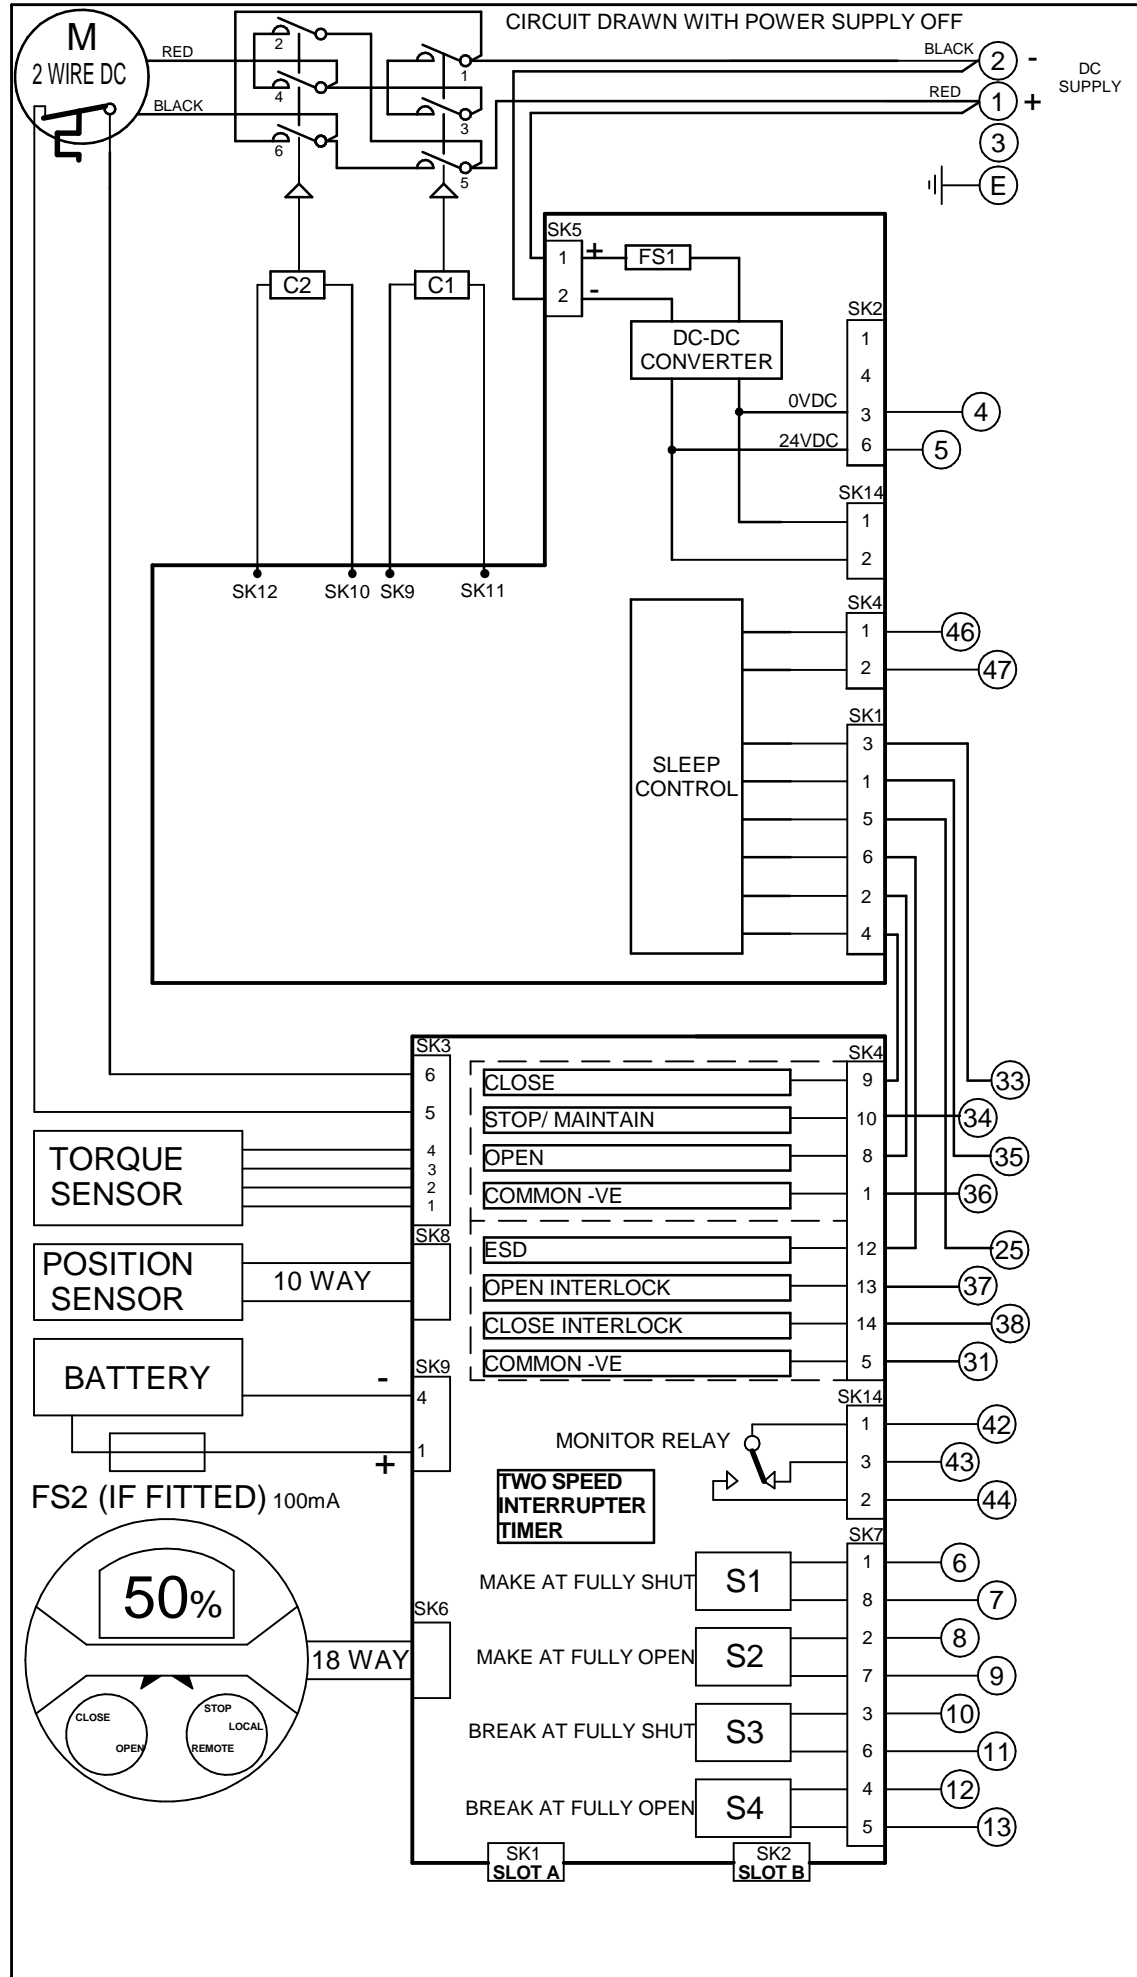 CIRCUIT DRAWN WITH POWER SUPPLY OFF
M
2 WIRE DC
RED
BLACK
2
4
6
1
3
5
BLACK
2
-
RED
1
+
DC
SUPPLY
3
E
C2
C1
SK5
1
+
FS1
2
-
DC-DC
CONVERTER
SK2
1
4
0VDC
3
4
24VDC
6
5
SK14
1
2
SK12
SK10
SK9
SK11
SLEEP
CONTROL
SK4
1
46
2
47
SK1
3
1
5
6
2
4
SK3
6
5
4
3
2
1
TORQUE
SENSOR
SK8
POSITION
SENSOR
10 WAY
BATTERY
-
SK9
4
1
+
FS2 (IF FITTED) 100mA
SK4
CLOSE
9
33
STOP/ MAINTAIN
10
34
OPEN
8
35
COMMON -VE
1
36
ESD
12
25
OPEN INTERLOCK
13
37
CLOSE INTERLOCK
14
38
COMMON -VE
5
31
SK14
MONITOR RELAY
1
42
3
43
2
44
TWO SPEED
INTERRUPTER
TIMER
SK7
MAKE AT FULLY SHUT
S1
1
6
8
7
MAKE AT FULLY OPEN
S2
2
8
7
9
BREAK AT FULLY SHUT
S3
3
10
6
11
BREAK AT FULLY OPEN
S4
4
12
5
13
50%
SK6
18 WAY
CLOSE
OPEN
STOP
LOCAL
REMOTE
SK1
SLOT A
SK2
SLOT B